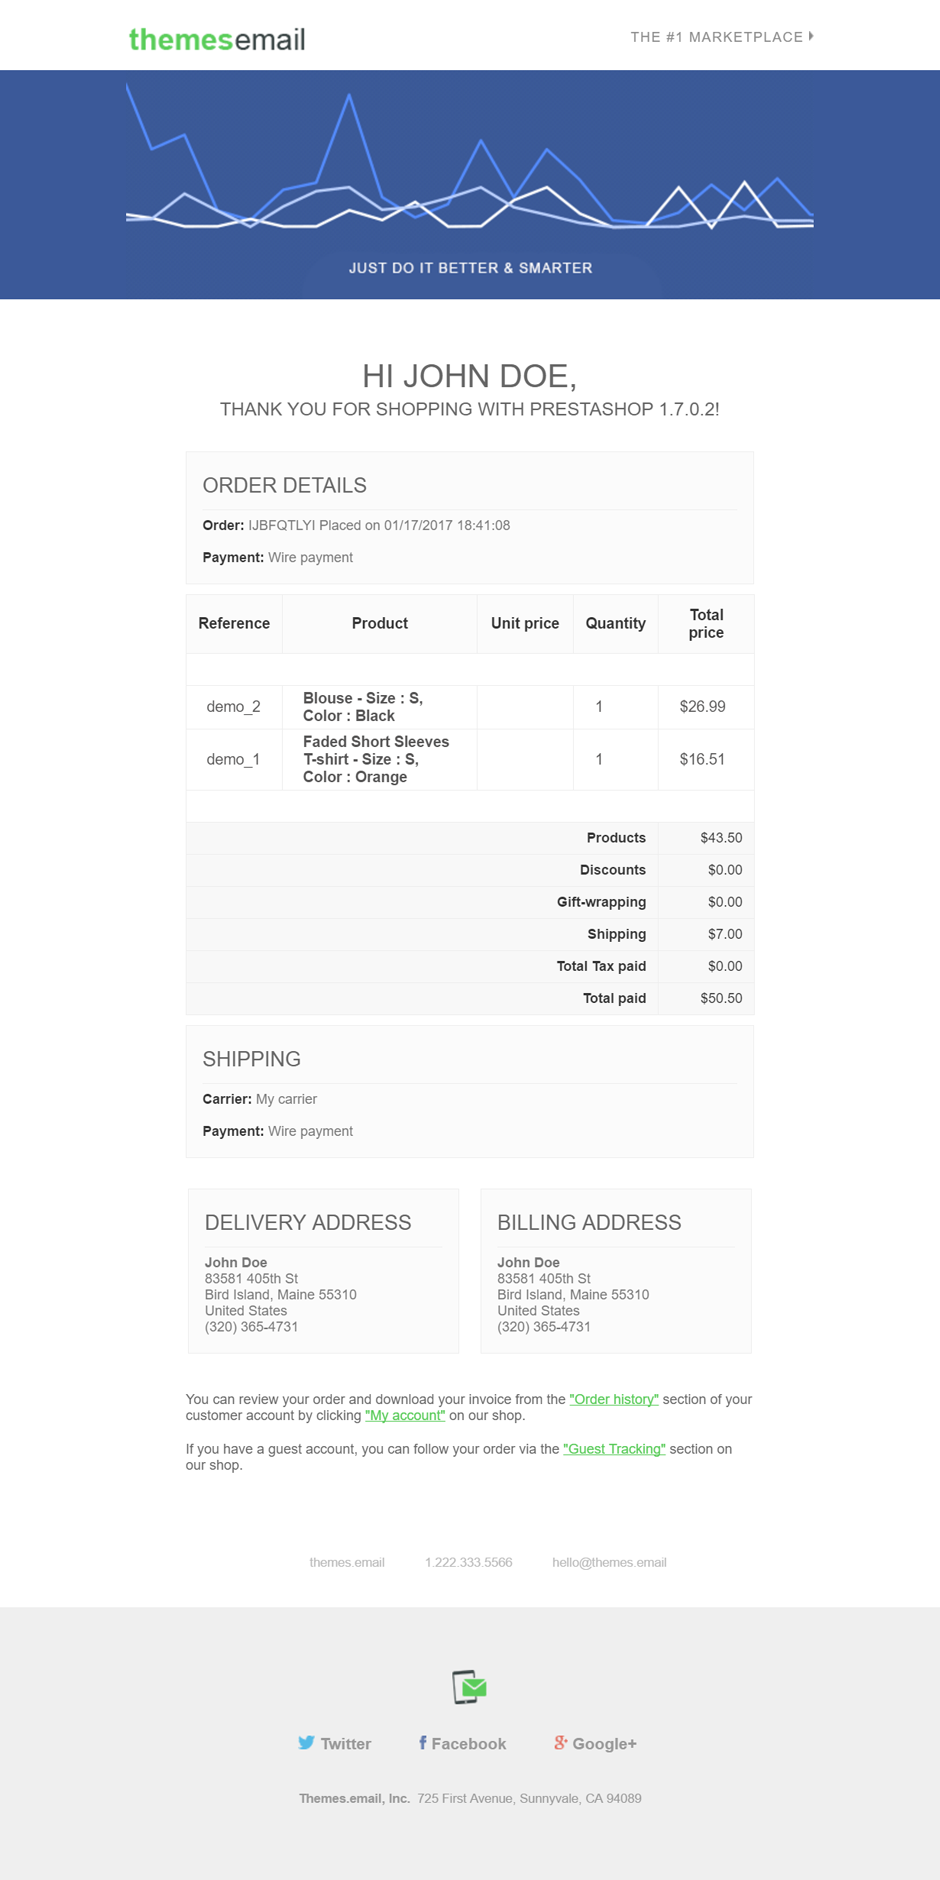 themesemail
THE #1 MARKETPLACE
JUST DO IT BETTER & SMARTER
HI JOHN DOE,
THANK YOU FOR SHOPPING WITH PRESTASHOP 1.7.0.2!
ORDER DETAILS
Order: IJBFQTLYI Placed on 01/17/2017 18:41:08
Payment: Wire payment
Reference Product Unit price Quantity Total
price
demo_2 Blouse - Size : S,
Color : Black 1 $26.99
demo_1 Faded Short Sleeves
T-shirt - Size : S,
Color : Orange 1 $16.51
Products $43.50
Discounts $0.00
Gift-wrapping $0.00
Shipping $7.00
Total Tax paid $0.00
Total paid $50.50
SHIPPING
Carrier: My carrier
Payment: Wire payment
DELIVERY ADDRESS
John Doe
83581 405th St
Bird Island, Maine 55310
United States
(320) 365-4731
BILLING ADDRESS
John Doe
83581 405th St
Bird Island, Maine 55310
United States
(320) 365-4731
You can review your order and download your invoice from the "Order history" section of your
customer account by clicking "My account" on our shop.
If you have a guest account, you can follow your order via the "Guest Tracking" section on
our shop.
themes.email 1.222.333.5566 hello@themes.email
Twitter Facebook Google+
Themes.email, Inc. 725 First Avenue, Sunnyvale, CA 94089